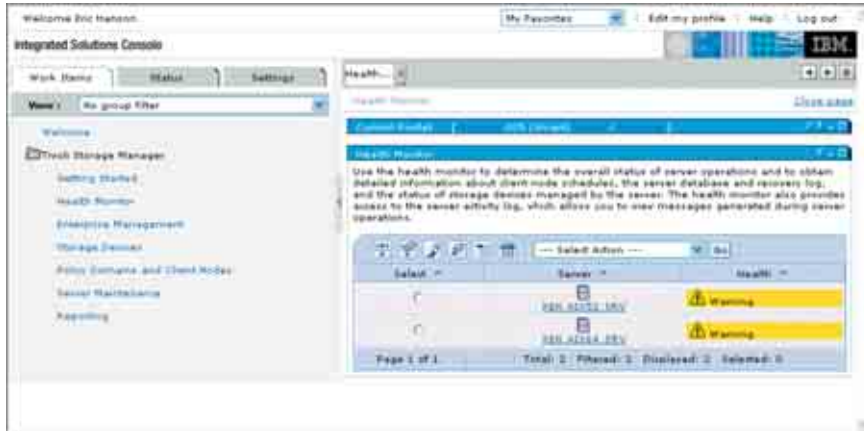 Welcome Eric Hanson
My Favorites
Edit my profile
Help
Log out
Integrated Solutions Console
IBM.
Work Items
Status
Settings
Health...
View :
No group filter
Health Monitor
Close page
Welcome
Tivoli Storage Manager
Getting Started
Health Monitor
Enterprise Management
Storage Devices
Policy Domains and Client Nodes
Server Maintenance
Reporting
Health Monitor
Use the health monitor to determine the overall status of server operations and to obtain
detailed information about client node schedules, the server database and recovery log,
and the status of storage devices managed by the server. The health monitor also provides
access to the server activity log, which allows you to view messages generated during server
operations.
--- Select Action ---
Go
Select
Server
Health
Warning
Warning
Page 1 of 1
Total: 2 Filtered: 2 Displayed: 2 Selected: 0